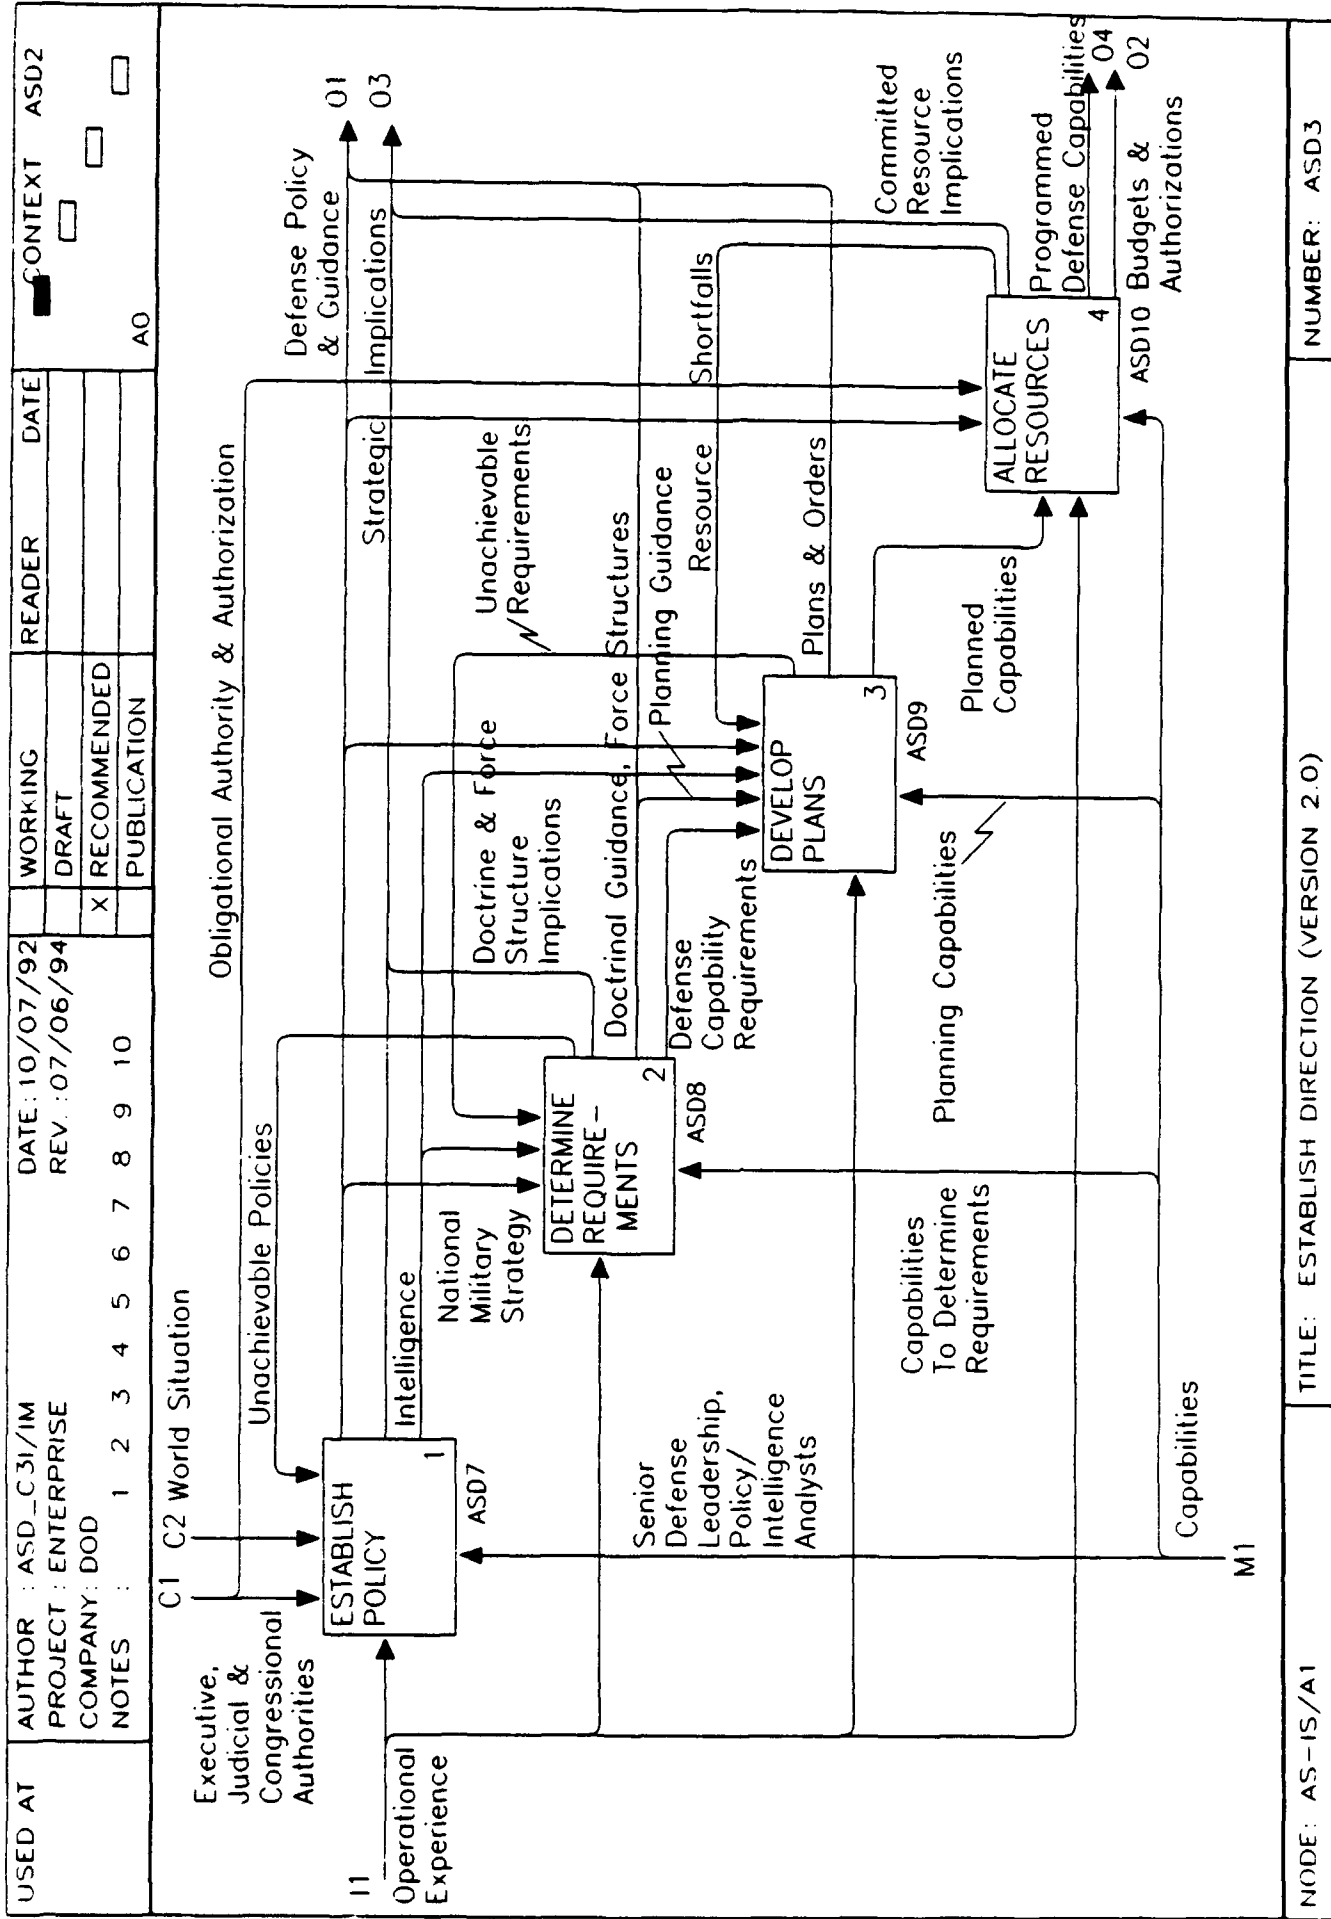 USED AT
AUTHOR : ASD_C3I/IM
PROJECT : ENTERPRISE
COMPANY: DOD
NOTES : 1 2 3 4 5 6 7 8 9 10
DATE: 10/07/92
REV.: 07/06/94
WORKING
DRAFT
X RECOMMENDED
PUBLICATION
READER DATE
CONTEXT ASD2
A0
C1
C2 World Situation
Obligational Authority & Authorization
Executive,
Judicial &
Congressional
Authorities
Unachievable Policies
Defense Policy
& Guidance
O1
Strategic Implications
O3
I1
Operational
Experience
ESTABLISH
POLICY
1
ASD7
Intelligence
National
Military
Strategy
Doctrine & Force
Structure
Implications
Unachievable
Requirements
DETERMINE
REQUIRE-
MENTS
2
ASD8
Doctrinal Guidance, Force Structures
Planning Guidance
Defense
Capability
Requirements
Resource Shortfalls
Senior
Defense
Leadership,
Policy/
Intelligence
Analysts
DEVELOP
PLANS
3
ASD9
Plans & Orders
Committed
Resource
Implications
Capabilities
To Determine
Requirements
Planning Capabilities
Planned
Capabilities
ALLOCATE
RESOURCES
4
ASD10
Programmed
Defense Capabilities
O4
O2
Budgets &
Authorizations
Capabilities
M1
NODE: AS-IS/A1
TITLE: ESTABLISH DIRECTION (VERSION 2.0)
NUMBER: ASD3